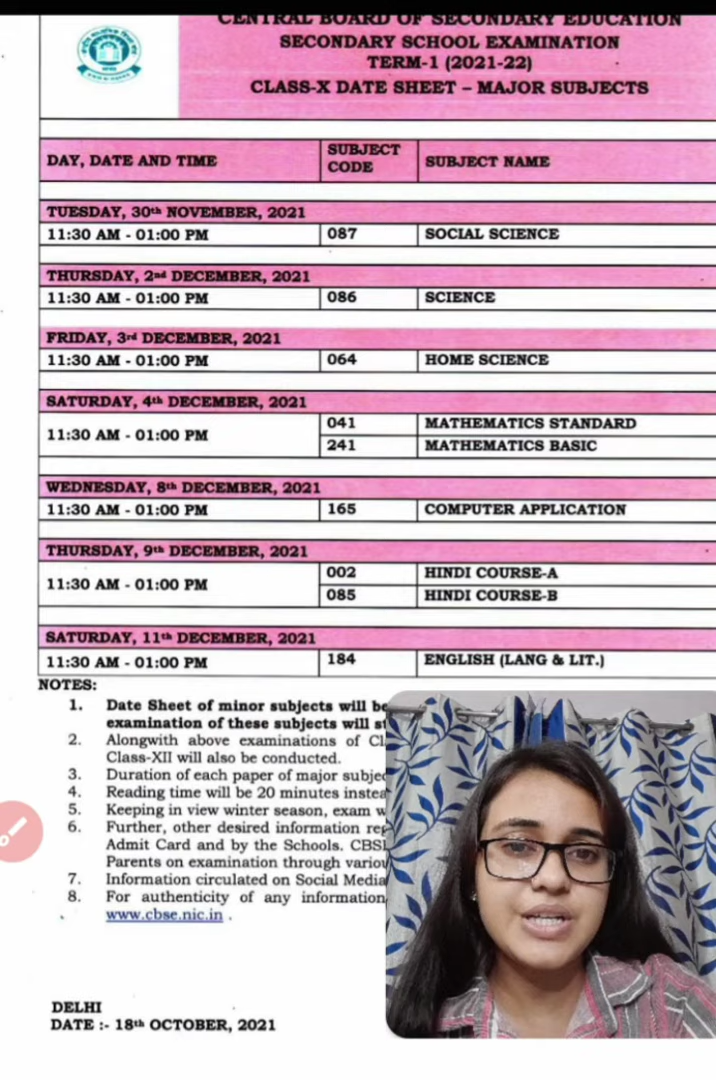 CENTRAL BOARD OF SECONDARY EDUCATION
SECONDARY SCHOOL EXAMINATION
TERM-1 (2021-22)
CLASS-X DATE SHEET – MAJOR SUBJECTS
DAY, DATE AND TIME SUBJECT CODE SUBJECT NAME
TUESDAY, 30th NOVEMBER, 2021
11:30 AM - 01:00 PM 087 SOCIAL SCIENCE
THURSDAY, 2nd DECEMBER, 2021
11:30 AM - 01:00 PM 086 SCIENCE
FRIDAY, 3rd DECEMBER, 2021
11:30 AM - 01:00 PM 064 HOME SCIENCE
SATURDAY, 4th DECEMBER, 2021
11:30 AM - 01:00 PM 041 MATHEMATICS STANDARD
241 MATHEMATICS BASIC
WEDNESDAY, 8th DECEMBER, 2021
11:30 AM - 01:00 PM 165 COMPUTER APPLICATION
THURSDAY, 9th DECEMBER, 2021
11:30 AM - 01:00 PM 002 HINDI COURSE-A
085 HINDI COURSE-B
SATURDAY, 11th DECEMBER, 2021
11:30 AM - 01:00 PM 184 ENGLISH (LANG & LIT.)
NOTES:
1. Date Sheet of minor subjects will be
examination of these subjects will
2. Alongwith above examinations of
Class-XII will also be conducted.
3. Duration of each paper of major
4. Reading time will be 20 minutes
5. Keeping in view winter season, exam
6. Further, other desired information
Admit Card and by the Schools.
Parents on examination through
7. Information circulated on Social Media
8. For authenticity of any information
www.cbse.nic.in .
DELHI
DATE :- 18th OCTOBER, 2021